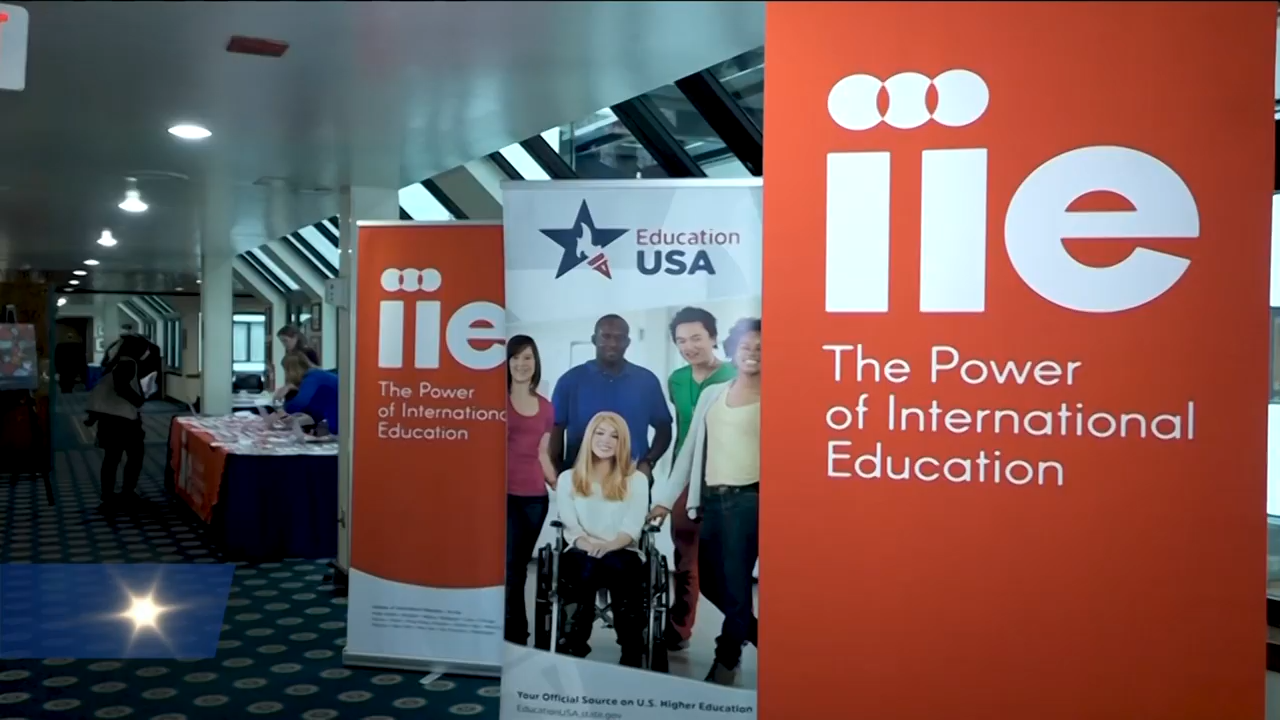 iie
The Power
of Internationa
Education
Education
USA
Your Official Source on U.S. Higher Education
EducationUSA.state.gov
iie
The Power
of International
Education